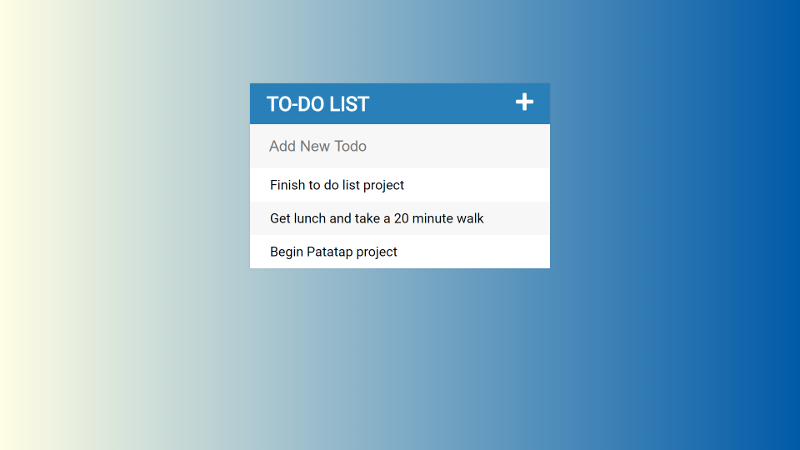 TO-DO LIST
Add New Todo
Finish to do list project
Get lunch and take a 20 minute walk
Begin Patatap project